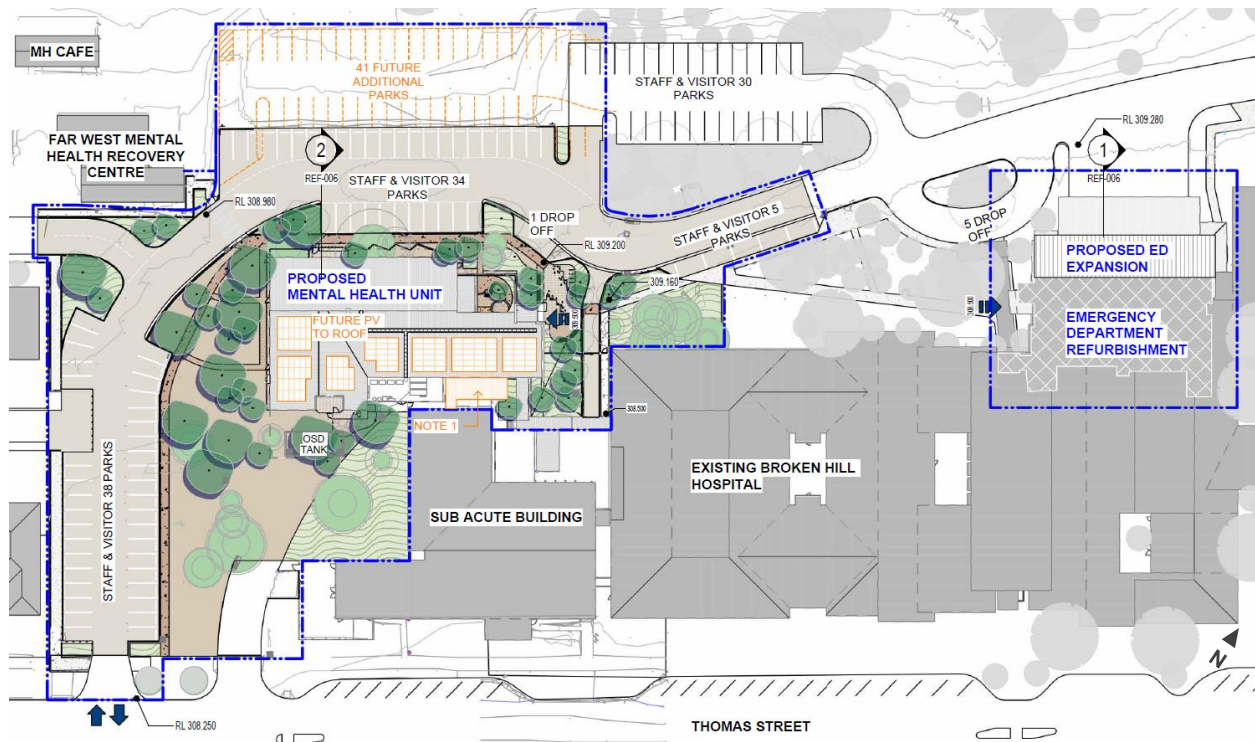 MH CAFE
41 FUTURE
ADDITIONAL
PARKS
STAFF & VISITOR 30
PARKS
RL 309.280
FAR WEST MENTAL
HEALTH RECOVERY
CENTRE
2
REF-006
1
REF-006
STAFF & VISITOR 34
PARKS
RL 308.980
1 DROP
OFF
STAFF & VISITOR 5
PARKS
5 DROP
OFF
RL 309.200
PROPOSED
MENTAL HEALTH UNIT
309.160
PROPOSED ED
EXPANSION
FUTURE PV
TO ROOF
EMERGENCY
DEPARTMENT
REFURBISHMENT
308.500
NOTE 1
OSD
TANK
EXISTING BROKEN HILL
HOSPITAL
SUB ACUTE BUILDING
STAFF & VISITOR 38 PARKS
N
RL 308.250
THOMAS STREET